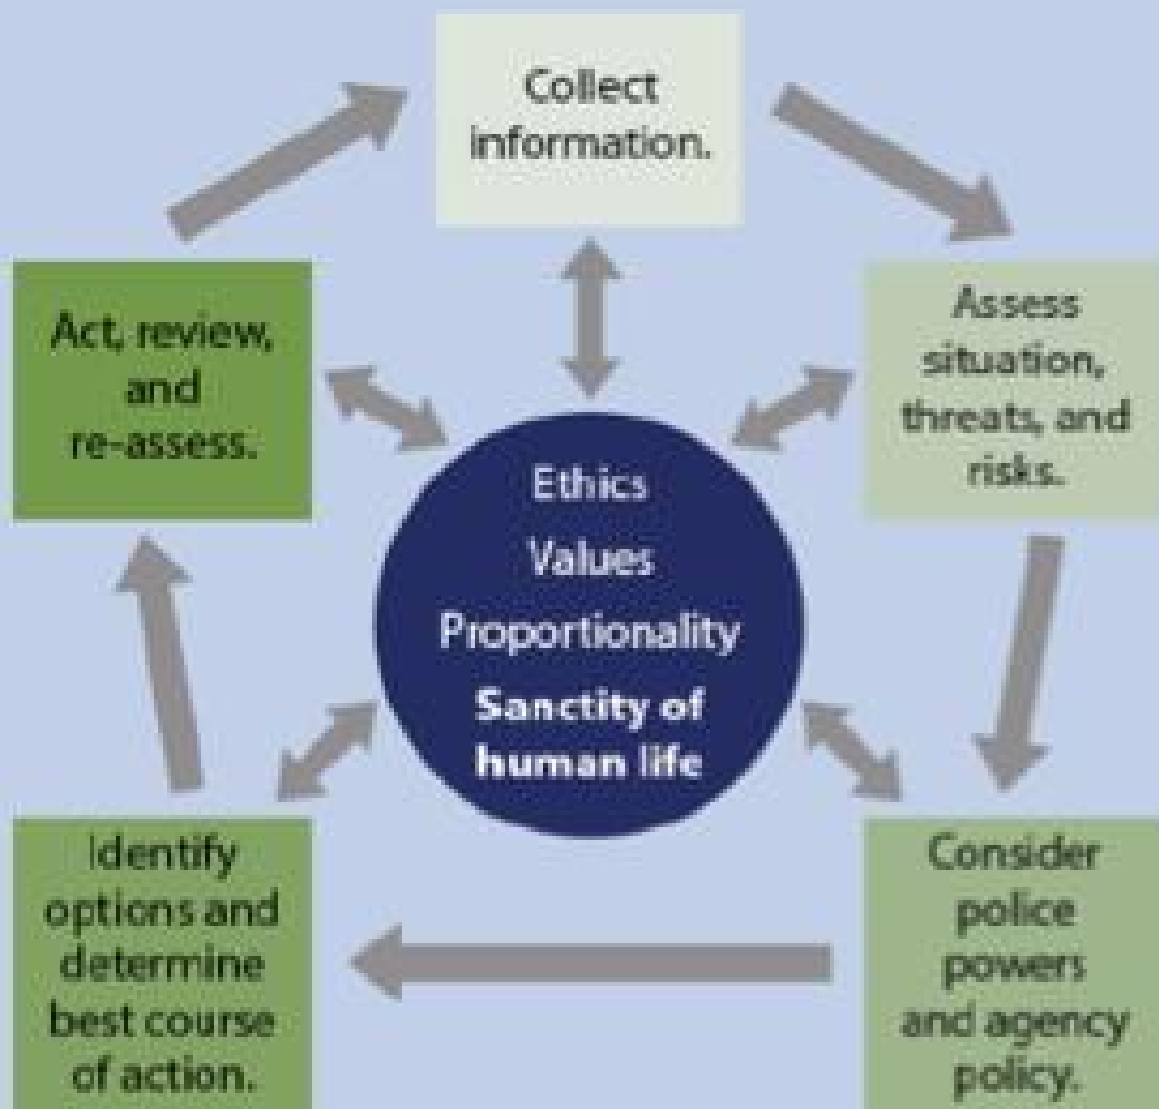 Collect
information.
Assess
situation,
threats, and
risks.
Consider
police
powers
and agency
policy.
Identify
options and
determine
best course
of action.
Act, review,
and
re-assess.
Ethics
Values
Proportionality
Sanctity of
human life